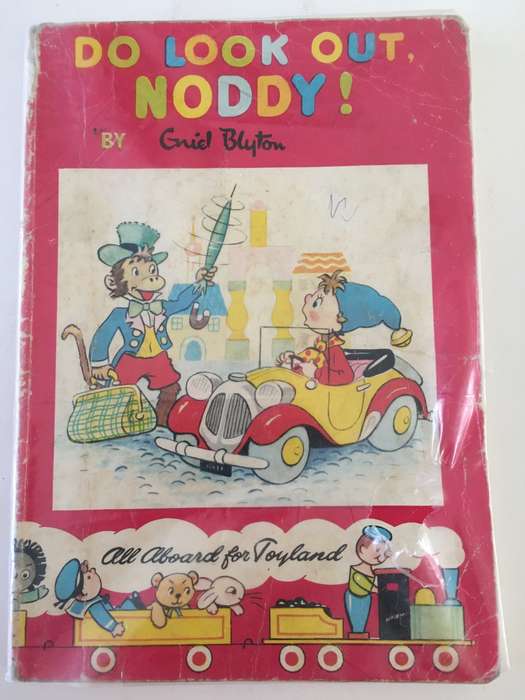 DO LOOK OUT,
NODDY!
BY Enid Blyton
All Aboard for Toyland